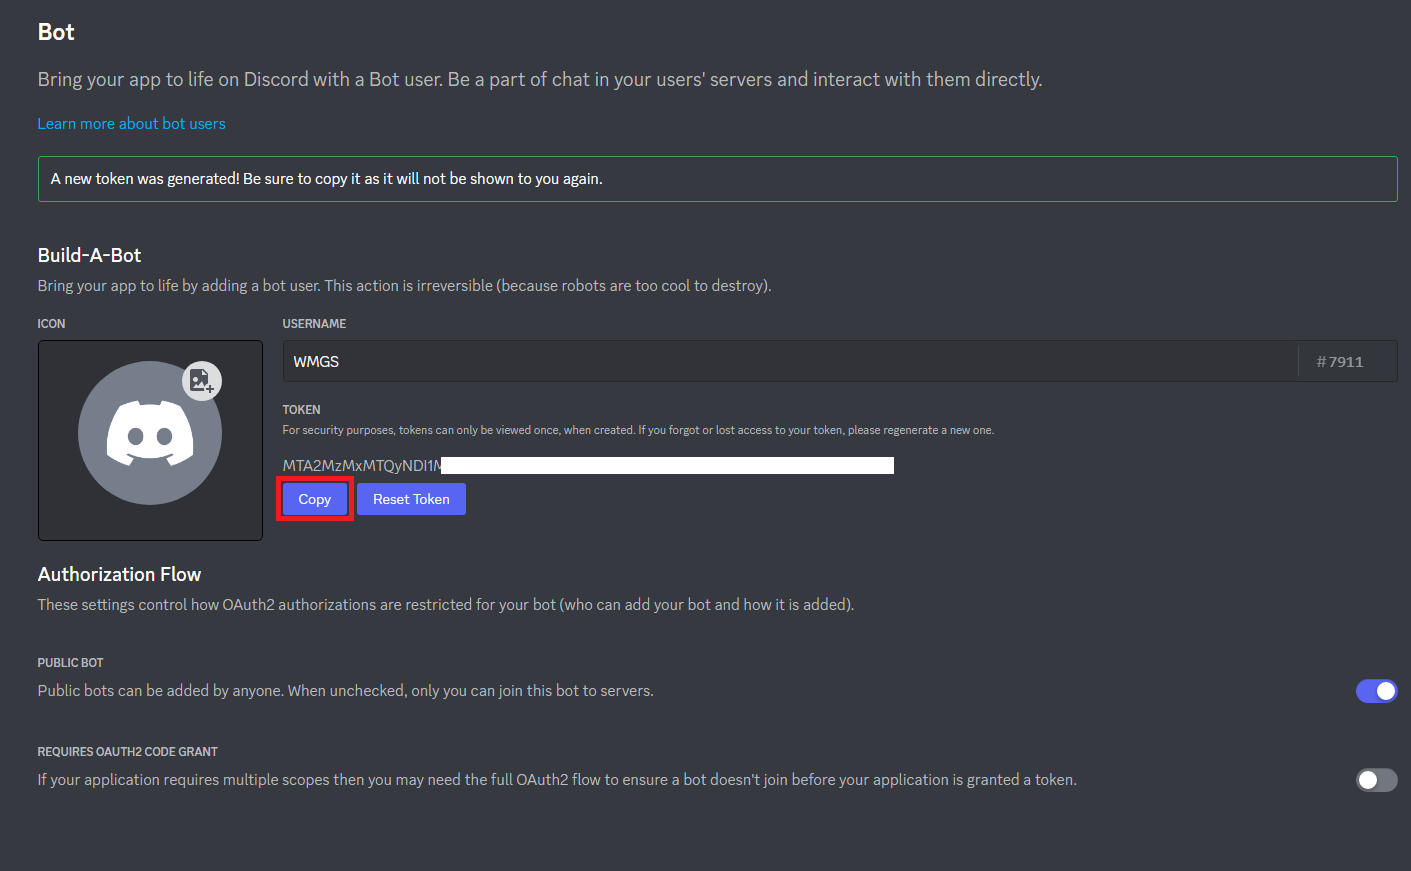 Bot
Bring your app to life on Discord with a Bot user. Be a part of chat in your users' servers and interact with them directly.
Learn more about bot users
A new token was generated! Be sure to copy it as it will not be shown to you again.
Build-A-Bot
Bring your app to life by adding a bot user. This action is irreversible (because robots are too cool to destroy).
ICON
USERNAME
WMGS
#7911
TOKEN
For security purposes, tokens can only be viewed once, when created. If you forgot or lost access to your token, please regenerate a new one.
MTA2MzMxMTQyNDI1M
Copy
Reset Token
Authorization Flow
These settings control how OAuth2 authorizations are restricted for your bot (who can add your bot and how it is added).
PUBLIC BOT
Public bots can be added by anyone. When unchecked, only you can join this bot to servers.
REQUIRES OAUTH2 CODE GRANT
If your application requires multiple scopes then you may need the full OAuth2 flow to ensure a bot doesn't join before your application is granted a token.